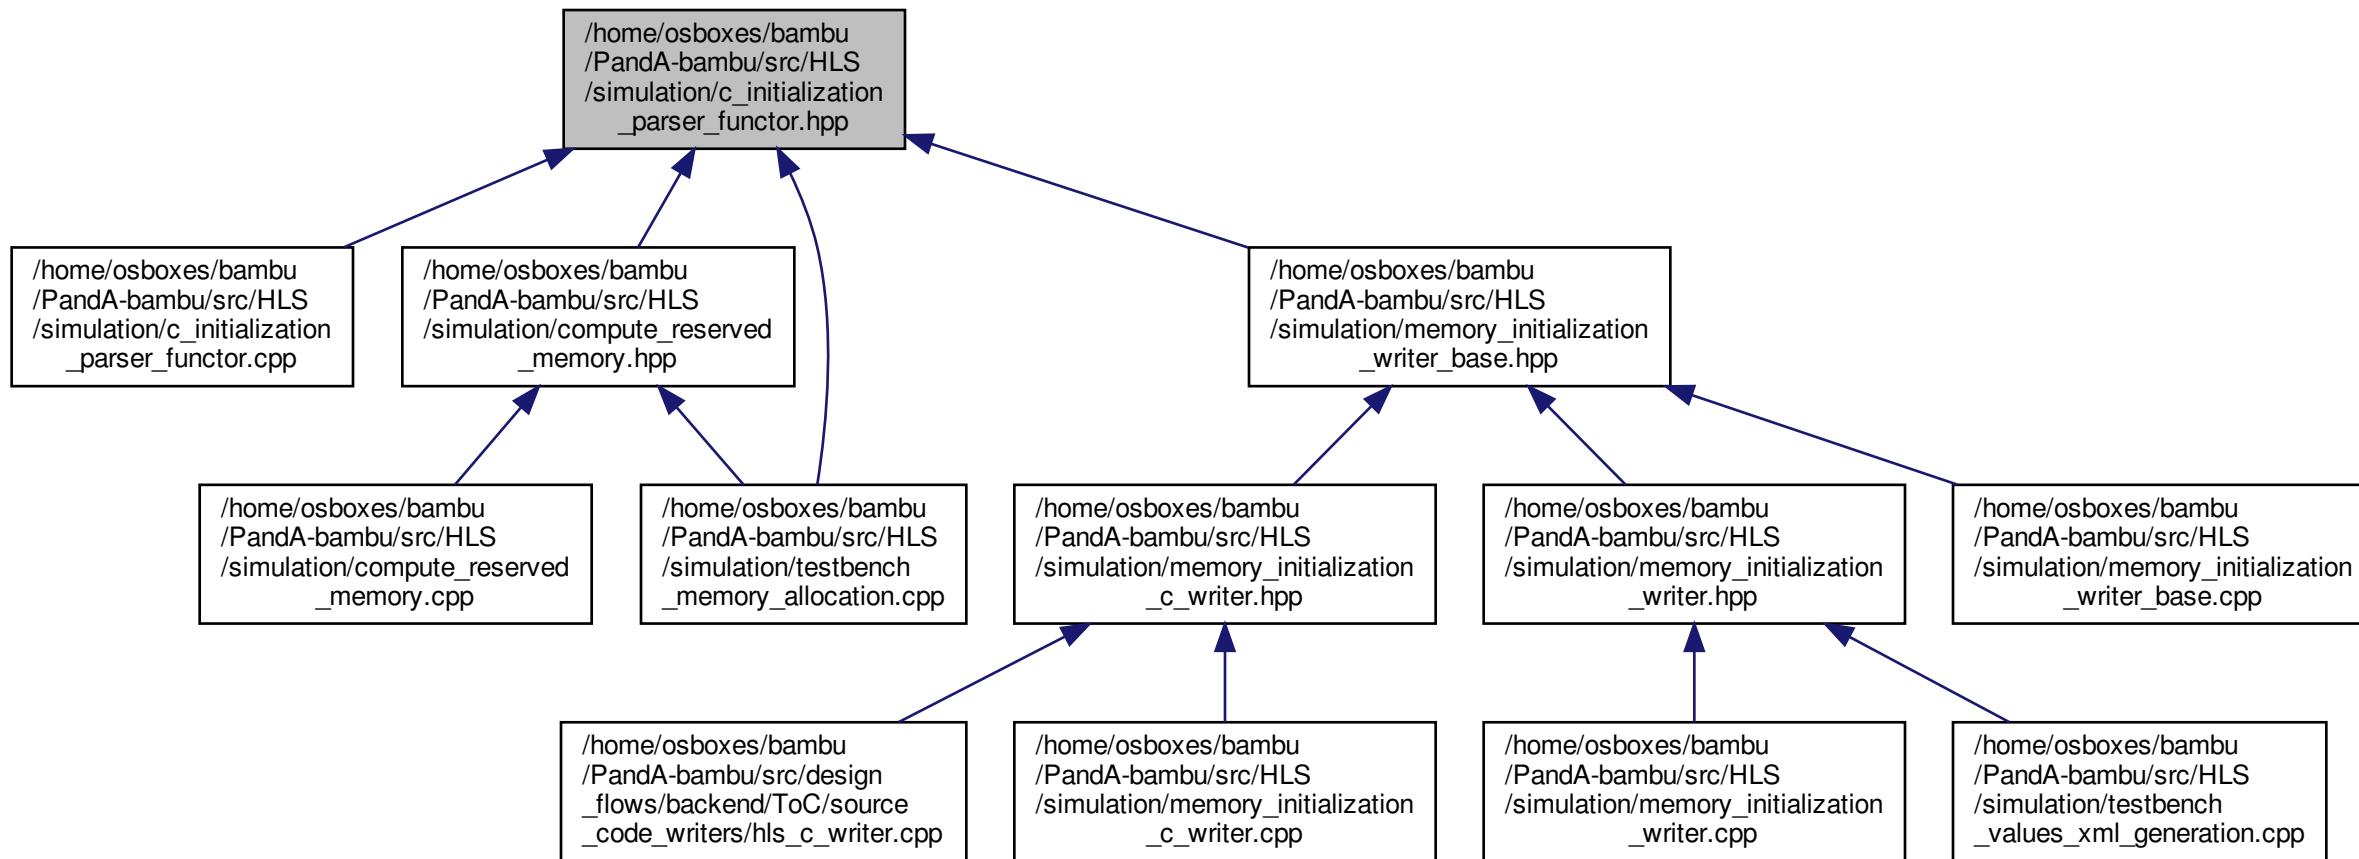 /home/osboxes/bambu
/PandA-bambu/src/HLS
/simulation/c_initialization
_parser_functor.hpp
/home/osboxes/bambu
/PandA-bambu/src/HLS
/simulation/c_initialization
_parser_functor.cpp
/home/osboxes/bambu
/PandA-bambu/src/HLS
/simulation/compute_reserved
_memory.hpp
/home/osboxes/bambu
/PandA-bambu/src/HLS
/simulation/memory_initialization
_writer_base.hpp
/home/osboxes/bambu
/PandA-bambu/src/HLS
/simulation/compute_reserved
_memory.cpp
/home/osboxes/bambu
/PandA-bambu/src/HLS
/simulation/testbench
_memory_allocation.cpp
/home/osboxes/bambu
/PandA-bambu/src/HLS
/simulation/memory_initialization
_c_writer.hpp
/home/osboxes/bambu
/PandA-bambu/src/HLS
/simulation/memory_initialization
_writer.hpp
/home/osboxes/bambu
/PandA-bambu/src/HLS
/simulation/memory_initialization
_writer_base.cpp
/home/osboxes/bambu
/PandA-bambu/src/design
_flows/backend/ToC/source
_code_writers/hls_c_writer.cpp
/home/osboxes/bambu
/PandA-bambu/src/HLS
/simulation/memory_initialization
_c_writer.cpp
/home/osboxes/bambu
/PandA-bambu/src/HLS
/simulation/memory_initialization
_writer.cpp
/home/osboxes/bambu
/PandA-bambu/src/HLS
/simulation/testbench
_values_xml_generation.cpp